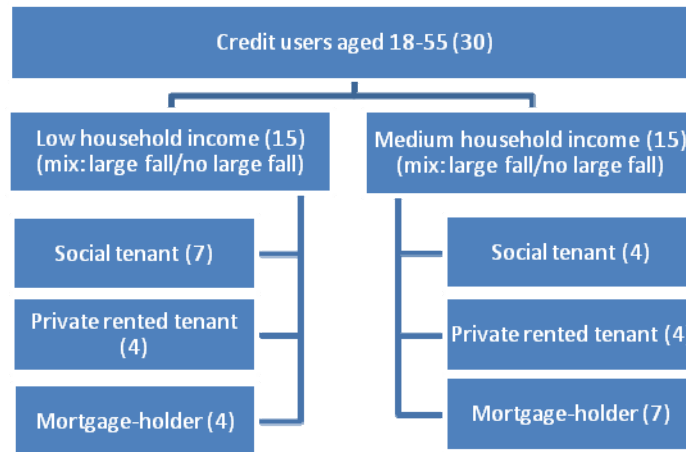 Credit users aged 18-55 (30)
Low household income (15)
(mix: large fall/no large fall)
Medium household income (15)
(mix: large fall/no large fall)
Social tenant (7)
Private rented tenant
(4)
Mortgage-holder (4)
Social tenant (4)
Private rented tenant (4
Mortgage-holder (7)